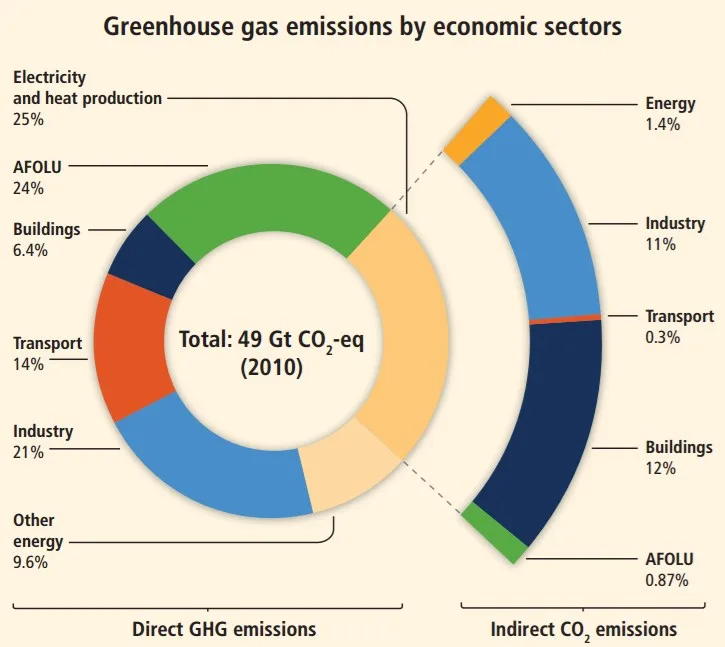 Greenhouse gas emissions by economic sectors
Electricity
and heat production
25%
AFOLU
24%
Buildings
6.4%
Transport
14%
Industry
21%
Other
energy
9.6%
Total: 49 Gt CO₂-eq
(2010)
Energy
1.4%
Industry
11%
Transport
0.3%
Buildings
12%
AFOLU
0.87%
Direct GHG emissions
Indirect CO₂ emissions